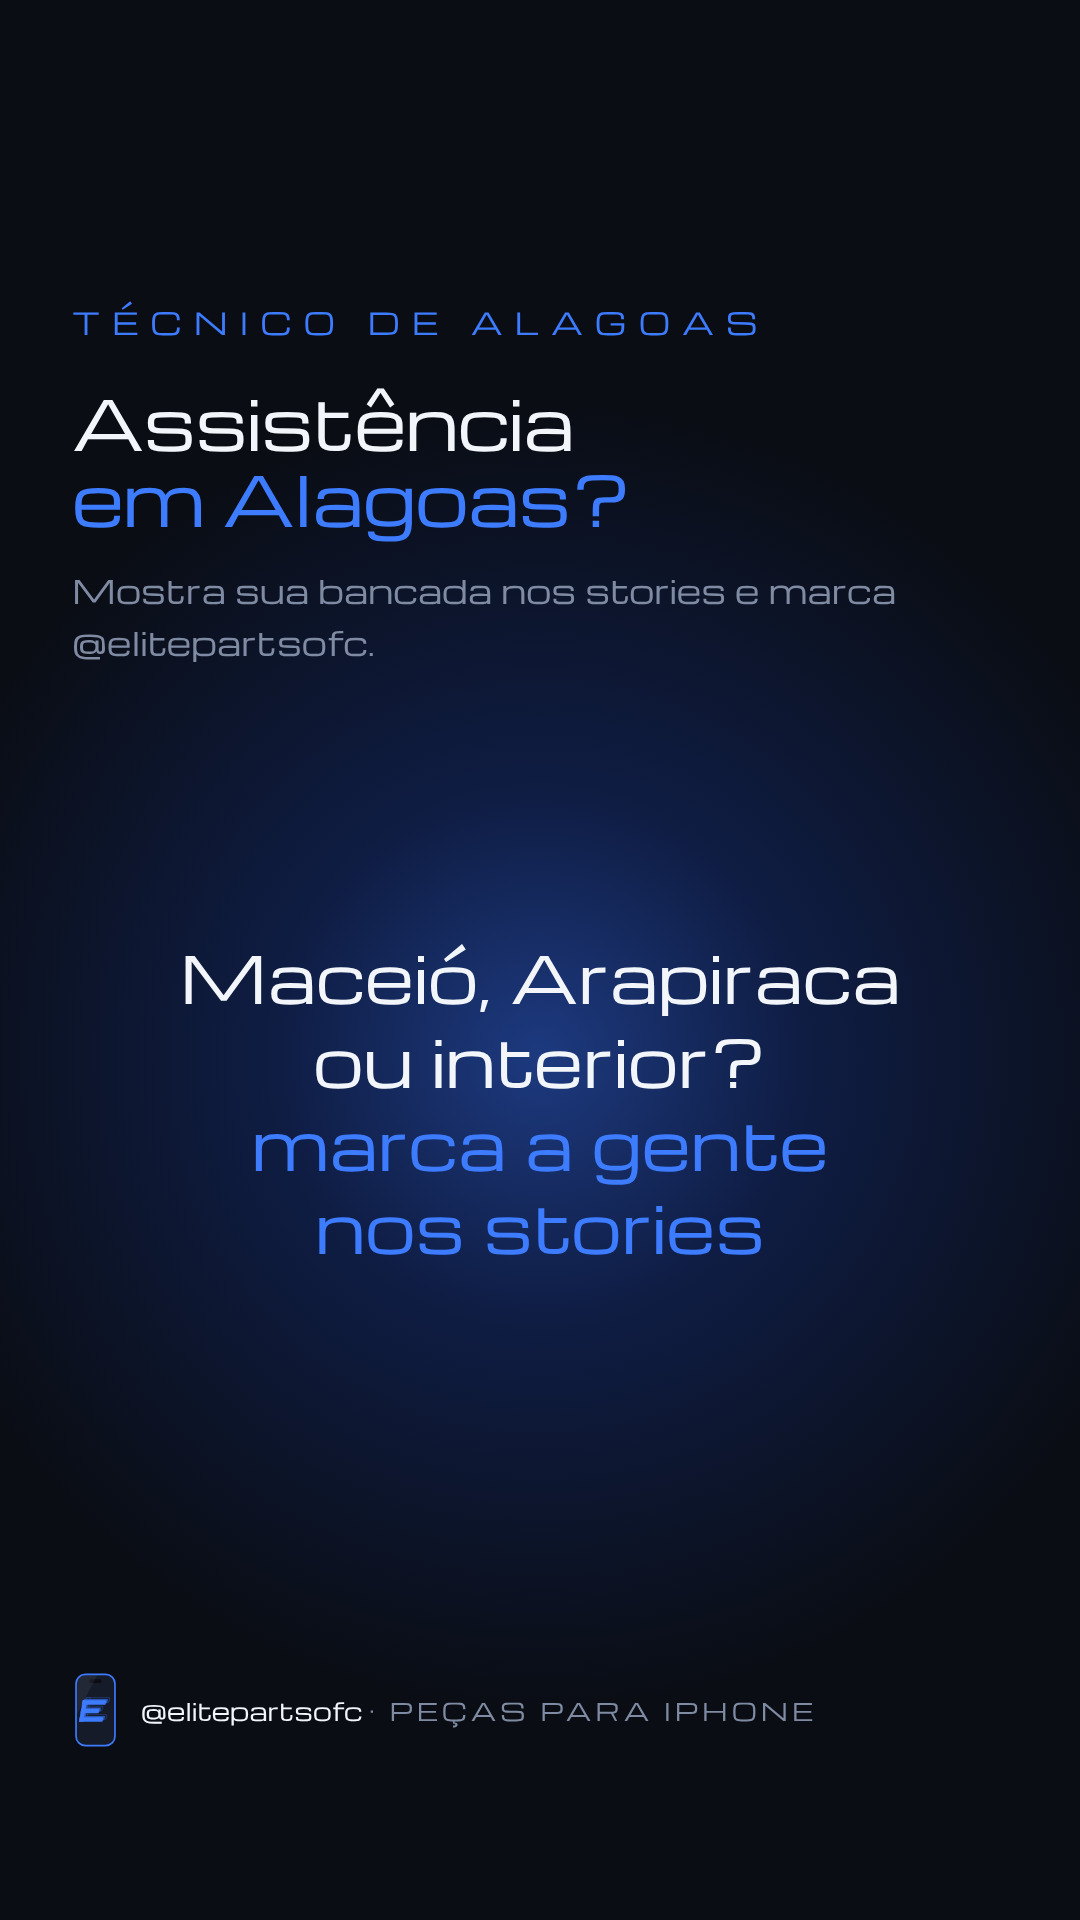 TÉCNICO DE ALAGOAS
Assistência
em Alagoas?
Mostra sua bancada nos stories e marca
@elitepartsofc.
Maceió, Arapiraca
ou interior?
marca a gente
nos stories
E
@elitepartsofc · PEÇAS PARA IPHONE